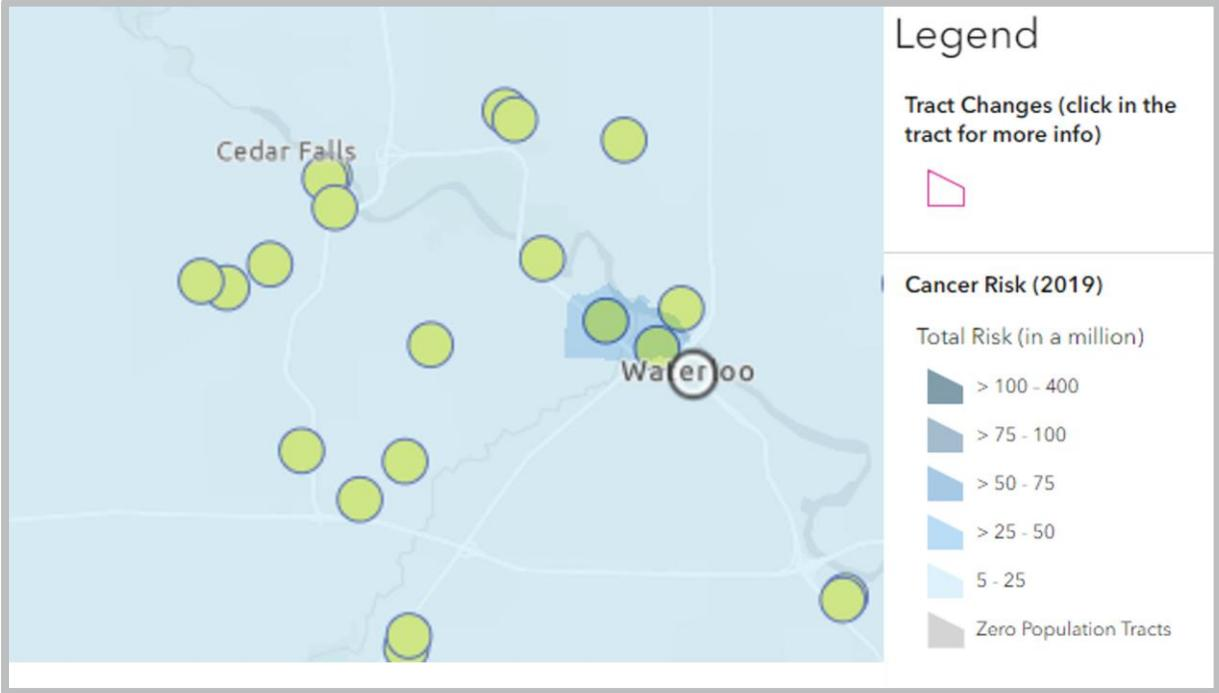 Cedar Falls
Waterloo
Legend
Tract Changes (click in the
tract for more info)
Cancer Risk (2019)
Total Risk (in a million)
> 100 - 400
> 75 - 100
> 50 - 75
> 25 - 50
5 - 25
Zero Population Tracts